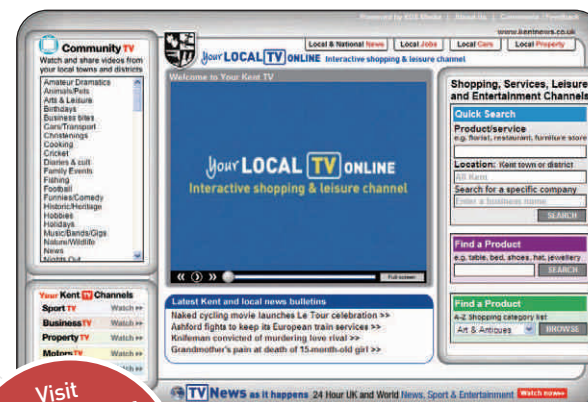 Powered by KOS Media | About Us | Comments / Feedback
www.kentnews.co.uk
Community TV
Watch and share videos from
your local towns and districts
Amateur Dramatics
Animals/Pets
Arts & Leisure
Birthdays
Business bites
Cars/Transport
Christenings
Cooking
Cricket
Diaries & cult
Family Events
Fishing
Football
Funnies/Comedy
Historic/Heritage
Hobbies
Holidays
Music/Bands/Gigs
Nature/Wildlife
News
Nights Out
Your Kent TV Channels
Sport TV Watch »
Business TV Watch »
Property TV Watch »
Motors TV Watch »
Visit
Local & National News
Local Jobs
Local Cars
Local Property
Your LOCAL TV ONLINE Interactive shopping & leisure channel
Welcome to Your Kent TV
Your LOCAL TV ONLINE
Interactive shopping & leisure channel
Full screen
Latest Kent and local news bulletins
Naked cycling movie launches Le Tour celebration >>
Ashford fights to keep its European train services >>
Knifeman convicted of murdering love rival >>
Grandmother's pain at death of 15-month-old girl >>
TV News as it happens 24 Hour UK and World News, Sport & Entertainment Watch now»
Shopping, Services, Leisure
and Entertainment Channels
Quick Search
Product/service
e.g. florist, restaurant, furniture store
Location: Kent town or district
All Kent
Search for a specific company
Enter a business name
SEARCH
Find a Product
e.g. table, bed, shoes, hat, jewellery
SEARCH
Find a Product
A-Z Shopping category list
Art & Antiques
BROWSE